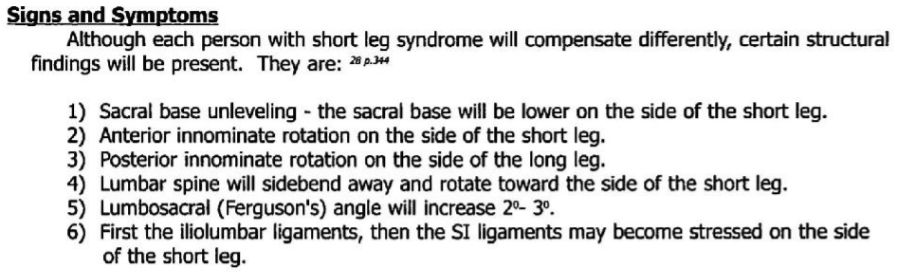 Signs and Symptoms
Although each person with short leg syndrome will compensate differently, certain structural
findings will be present. They are: 28 p.344
1) Sacral base unleveling - the sacral base will be lower on the side of the short leg.
2) Anterior innominate rotation on the side of the short leg.
3) Posterior innominate rotation on the side of the long leg.
4) Lumbar spine will sidebend away and rotate toward the side of the short leg.
5) Lumbosacral (Ferguson's) angle will increase 2º- 3º.
6) First the iliolumbar ligaments, then the SI ligaments may become stressed on the side
of the short leg.